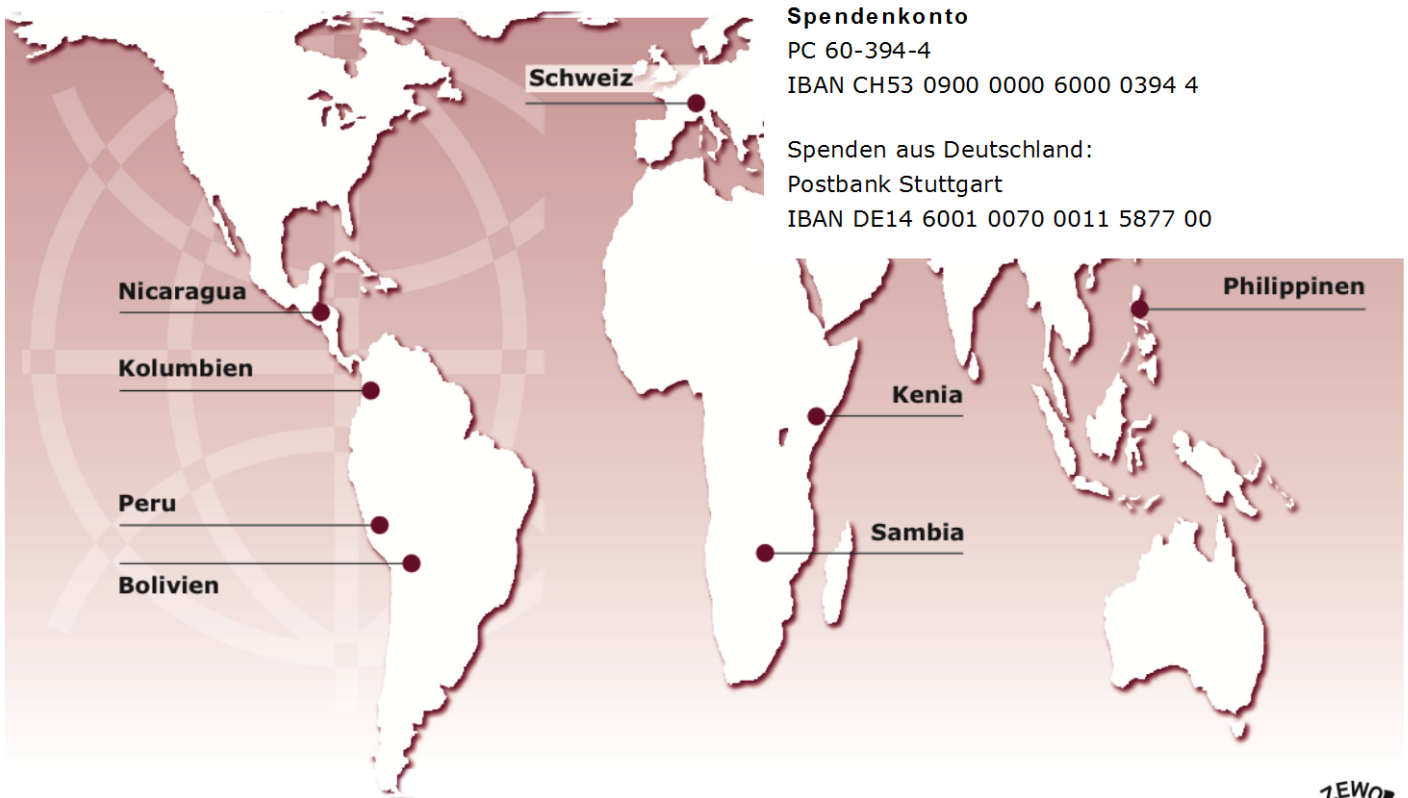 Spendenkonto
PC 60-394-4
IBAN CH53 0900 0000 6000 0394 4
Spenden aus Deutschland:
Postbank Stuttgart
IBAN DE14 6001 0070 0011 5877 00
Schweiz
Nicaragua
Philippinen
Kolumbien
Kenia
Peru
Sambia
Bolivien